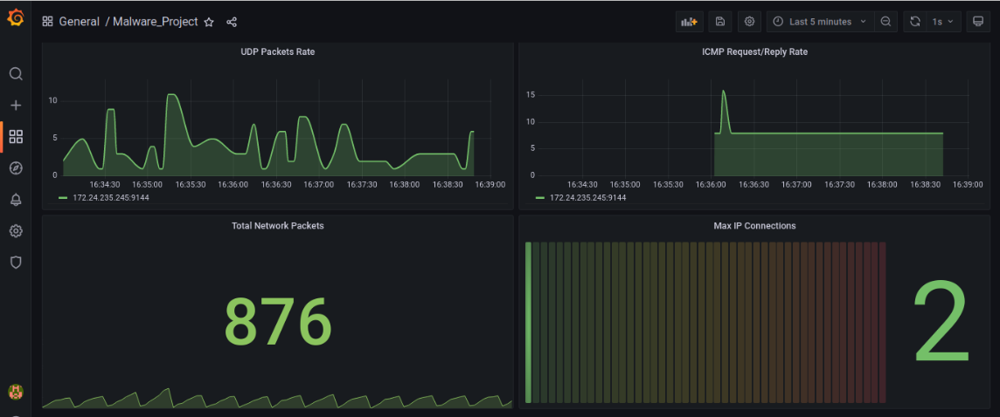 General / Malware_Project
Last 5 minutes
1s
UDP Packets Rate
10
5
0
16:34:30 16:35:00 16:35:30 16:36:00 16:36:30 16:37:00 16:37:30 16:38:00 16:38:30 16:39:00
172.24.235.245:9144
ICMP Request/Reply Rate
15
10
5
0
16:34:30 16:35:00 16:35:30 16:36:00 16:36:30 16:37:00 16:37:30 16:38:00 16:38:30 16:39:00
172.24.235.245:9144
Total Network Packets
876
Max IP Connections
2